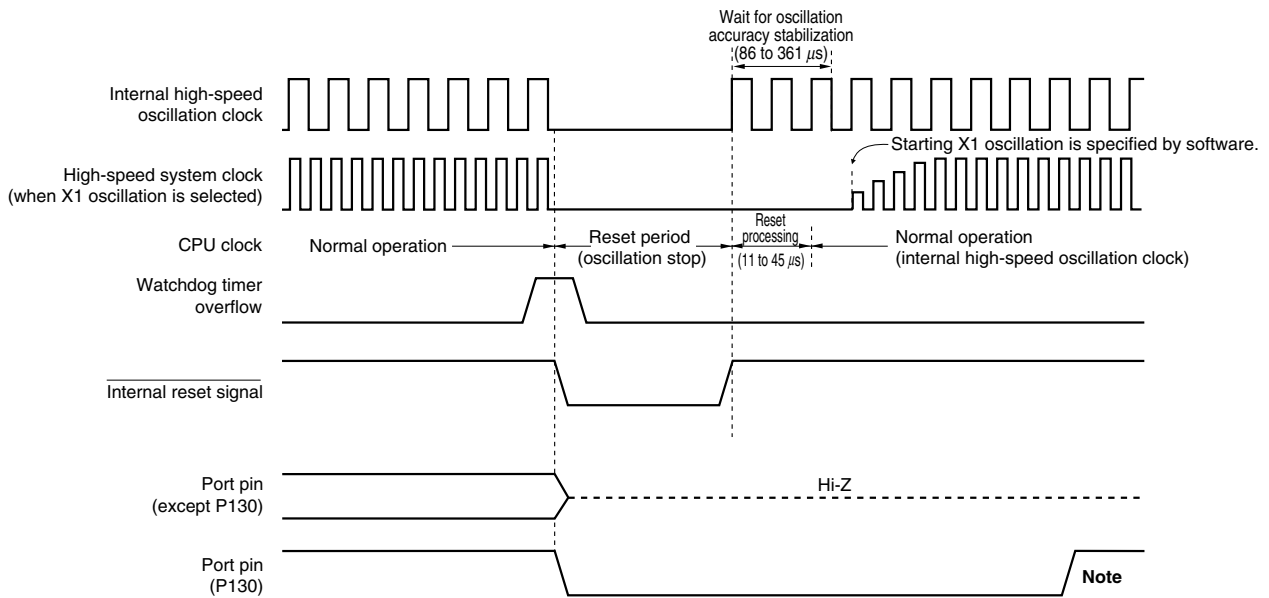 Wait for oscillation
accuracy stabilization
(86 to 361 μs)
Internal high-speed
oscillation clock
Starting X1 oscillation is specified by software.
High-speed system clock
(when X1 oscillation is selected)
CPU clock
Normal operation
Reset period
(oscillation stop)
Reset
processing
(11 to 45 μs)
Normal operation
(internal high-speed oscillation clock)
Watchdog timer
overflow
Internal reset signal
Port pin
(except P130)
Hi-Z
Port pin
(P130)
Note